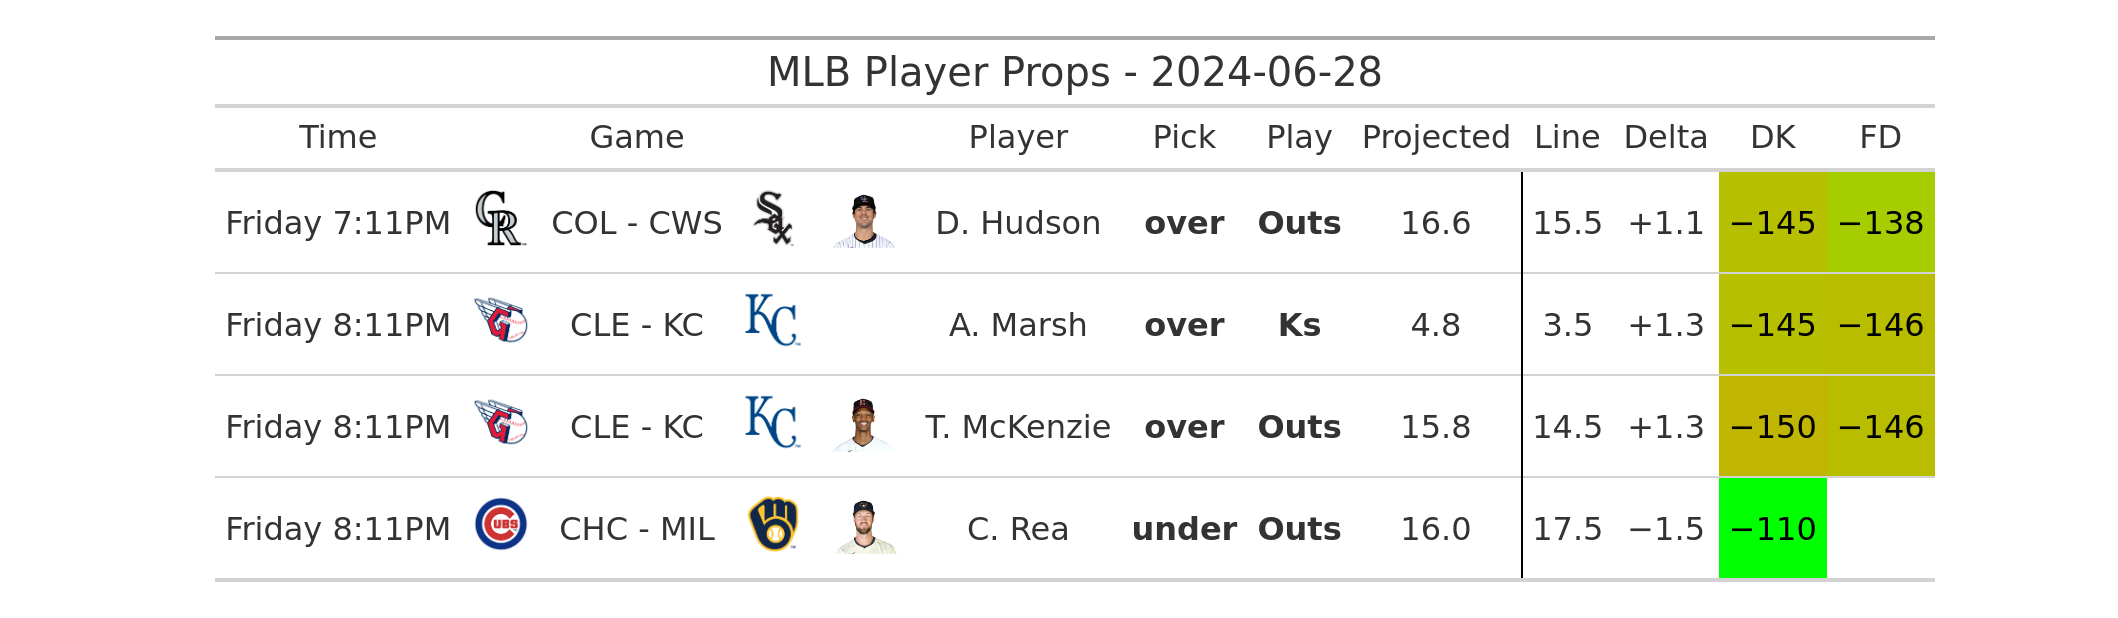 MLB Player Props - 2024-06-28
Time Game Player Pick Play Projected Line Delta DK FD
Friday 7:11PM COL - CWS D. Hudson over Outs 16.6 15.5 +1.1 −145 −138
Friday 8:11PM CLE - KC A. Marsh over Ks 4.8 3.5 +1.3 −145 −146
Friday 8:11PM CLE - KC T. McKenzie over Outs 15.8 14.5 +1.3 −150 −146
Friday 8:11PM CHC - MIL C. Rea under Outs 16.0 17.5 −1.5 −110